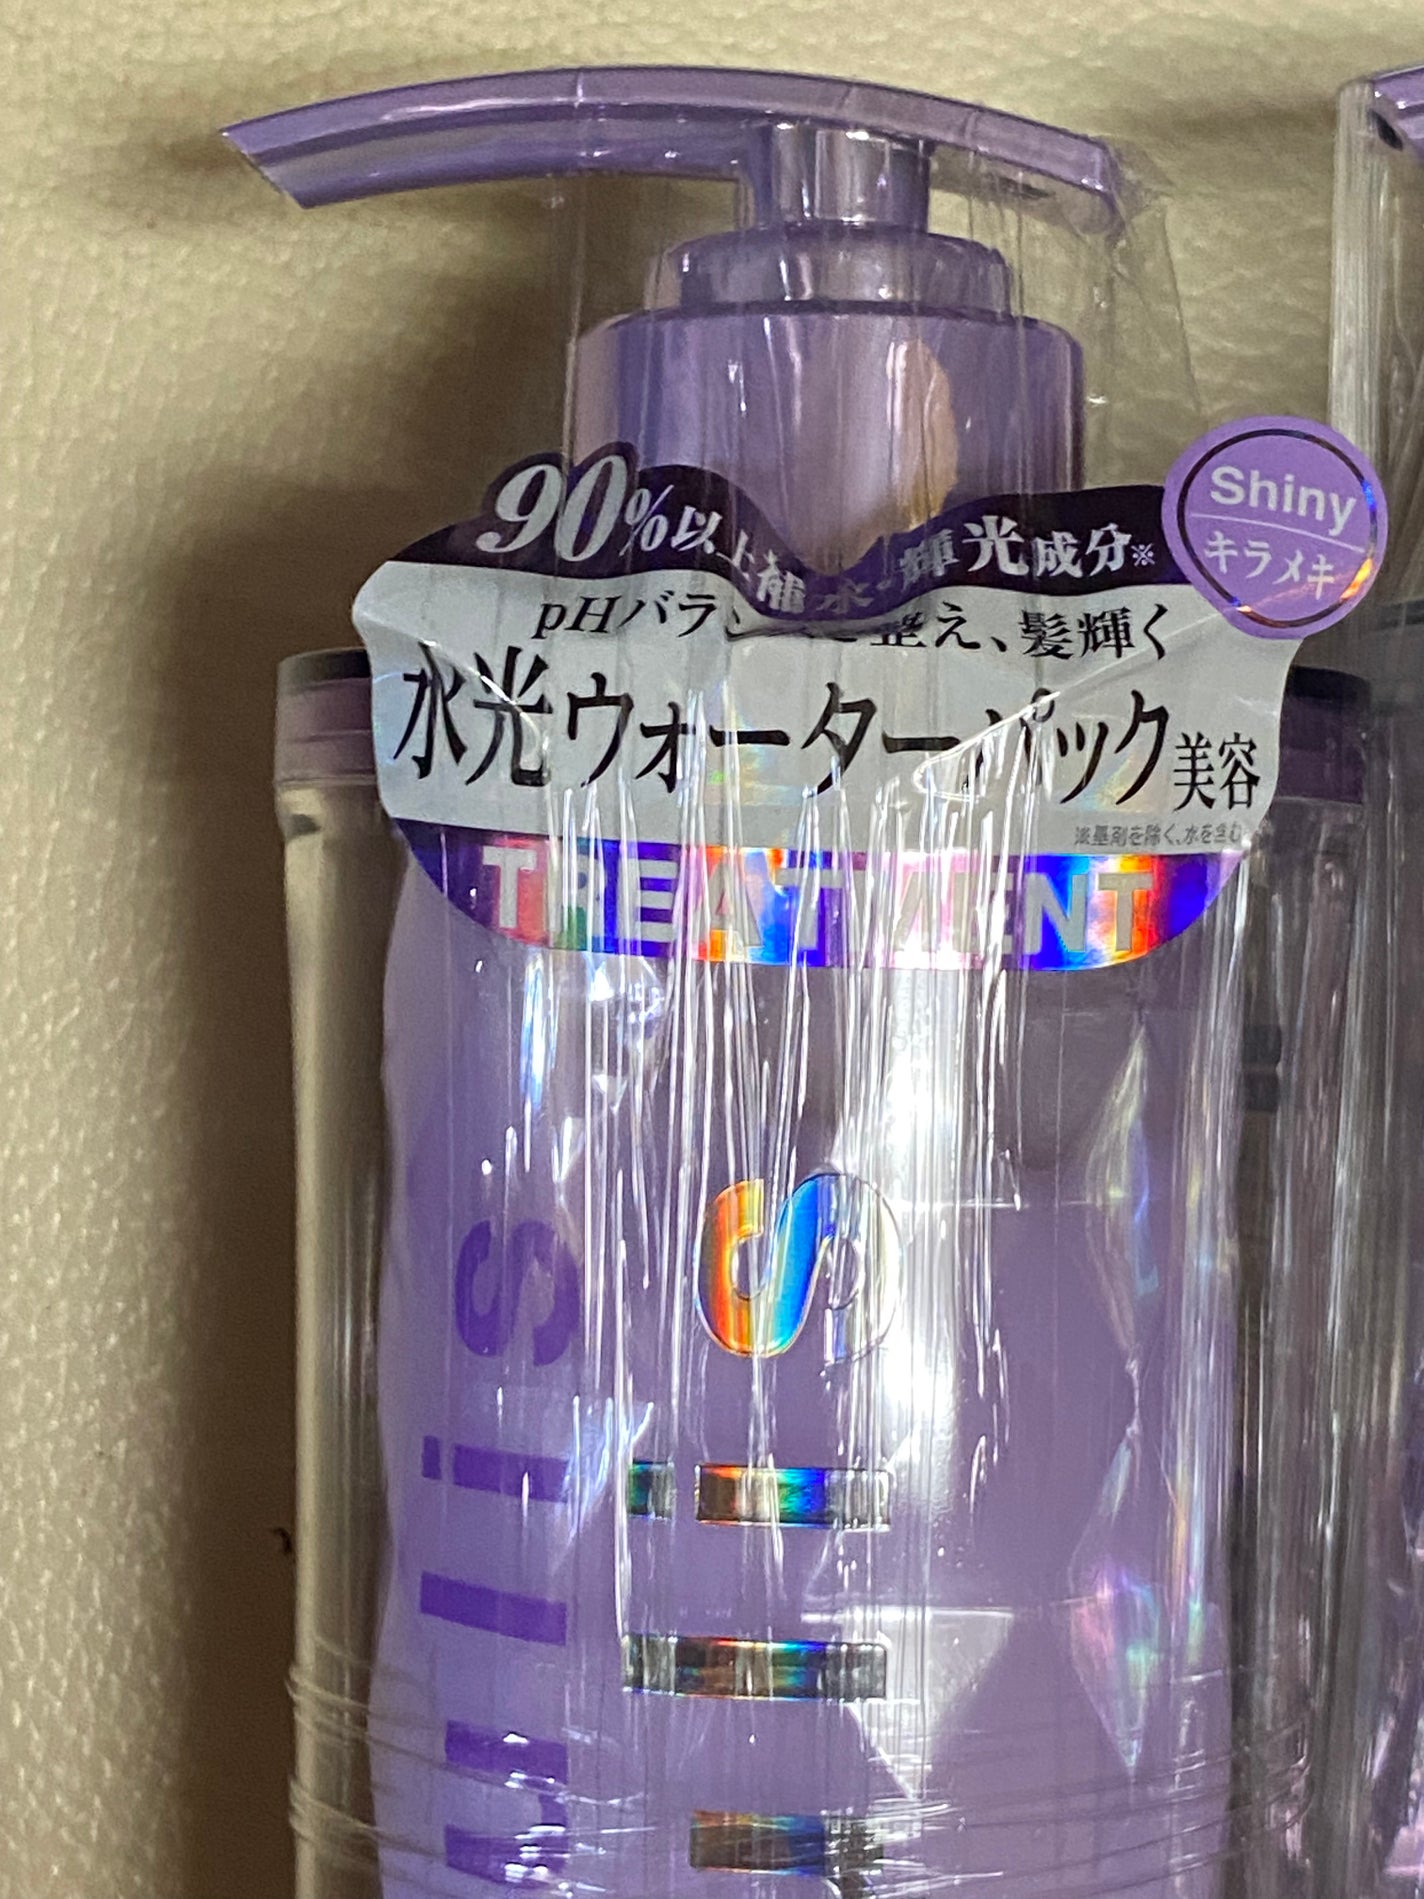 90%以上補水・輝光成分※
Shiny
キラメキ
pHバランスを整え、髪輝く
水光ウォーターパック美容
※基剤を除く、水を含む
TREATMENT